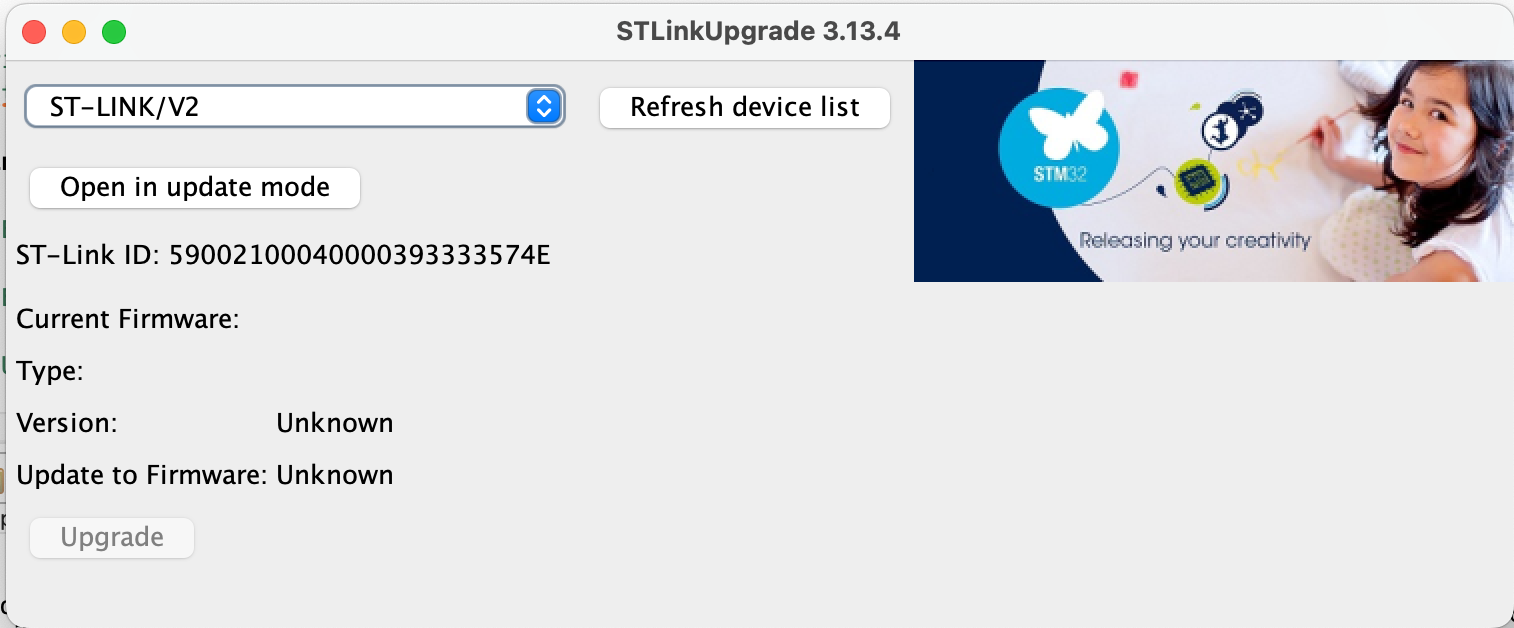 STLinkUpgrade 3.13.4
ST-LINK/V2
Refresh device list
Open in update mode
STM32
Releasing your creativity
ST-Link ID: 59002100040000393333574E
Current Firmware:
Type:
Version: Unknown
Update to Firmware: Unknown
Upgrade